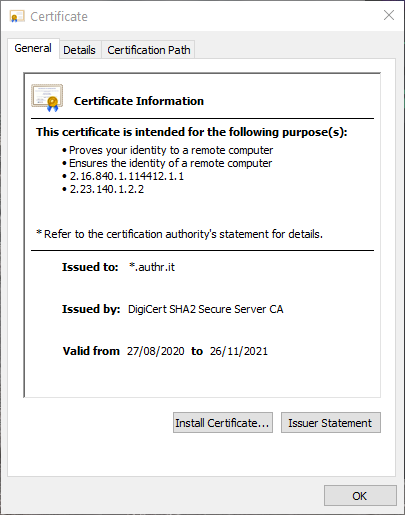 Certificate
General Details Certification Path
Certificate Information
This certificate is intended for the following purpose(s):
• Proves your identity to a remote computer
• Ensures the identity of a remote computer
• 2.16.840.1.114412.1.1
• 2.23.140.1.2.2
* Refer to the certification authority's statement for details.
Issued to: *.authr.it
Issued by: DigiCert SHA2 Secure Server CA
Valid from 27/08/2020 to 26/11/2021
Install Certificate... Issuer Statement
OK